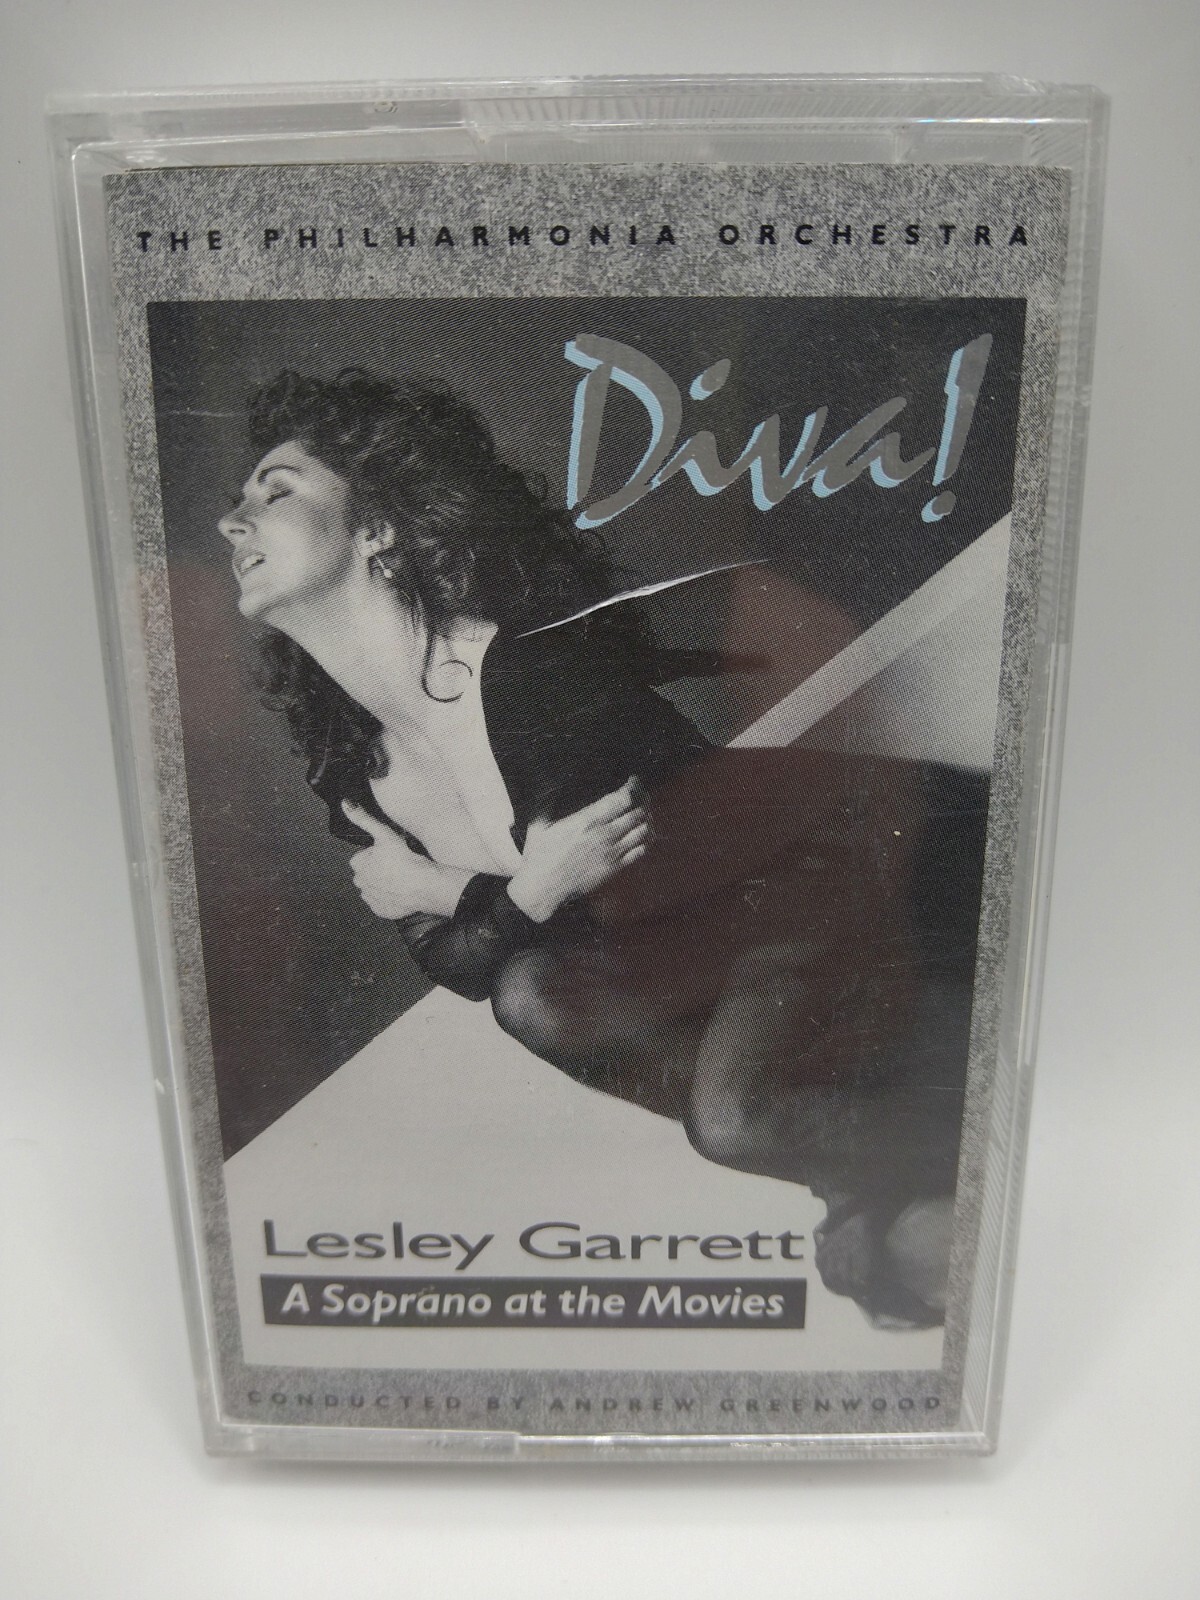 THE PHILHARMONIA ORCHESTRA
Diva!
Lesley Garrett
A Soprano at the Movies
CONDUCTED BY ANDREW GREENWOOD